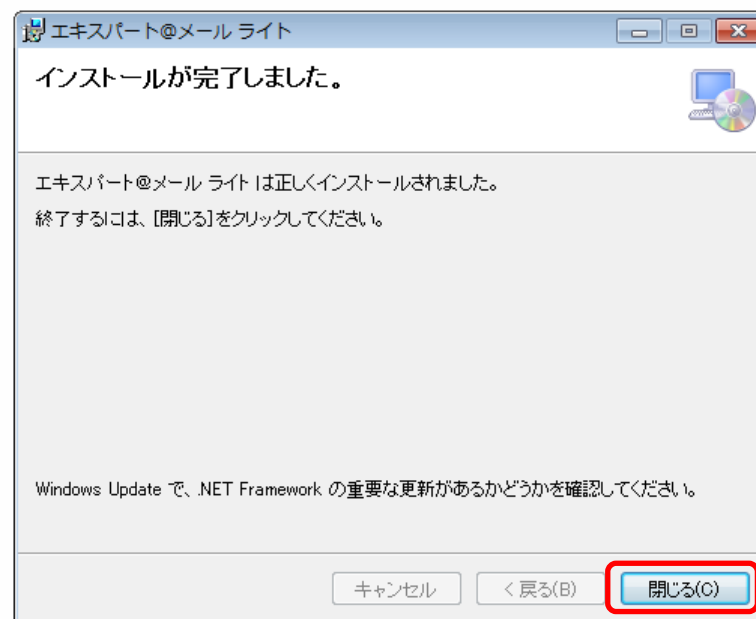 エキスパート@メール ライト
インストールが完了しました。
エキスパート@メール ライト は正しくインストールされました。
終了するには、[閉じる]をクリックしてください。
Windows Update で、.NET Framework の重要な更新があるかどうかを確認してください。
キャンセル
< 戻る(B)
閉じる(C)